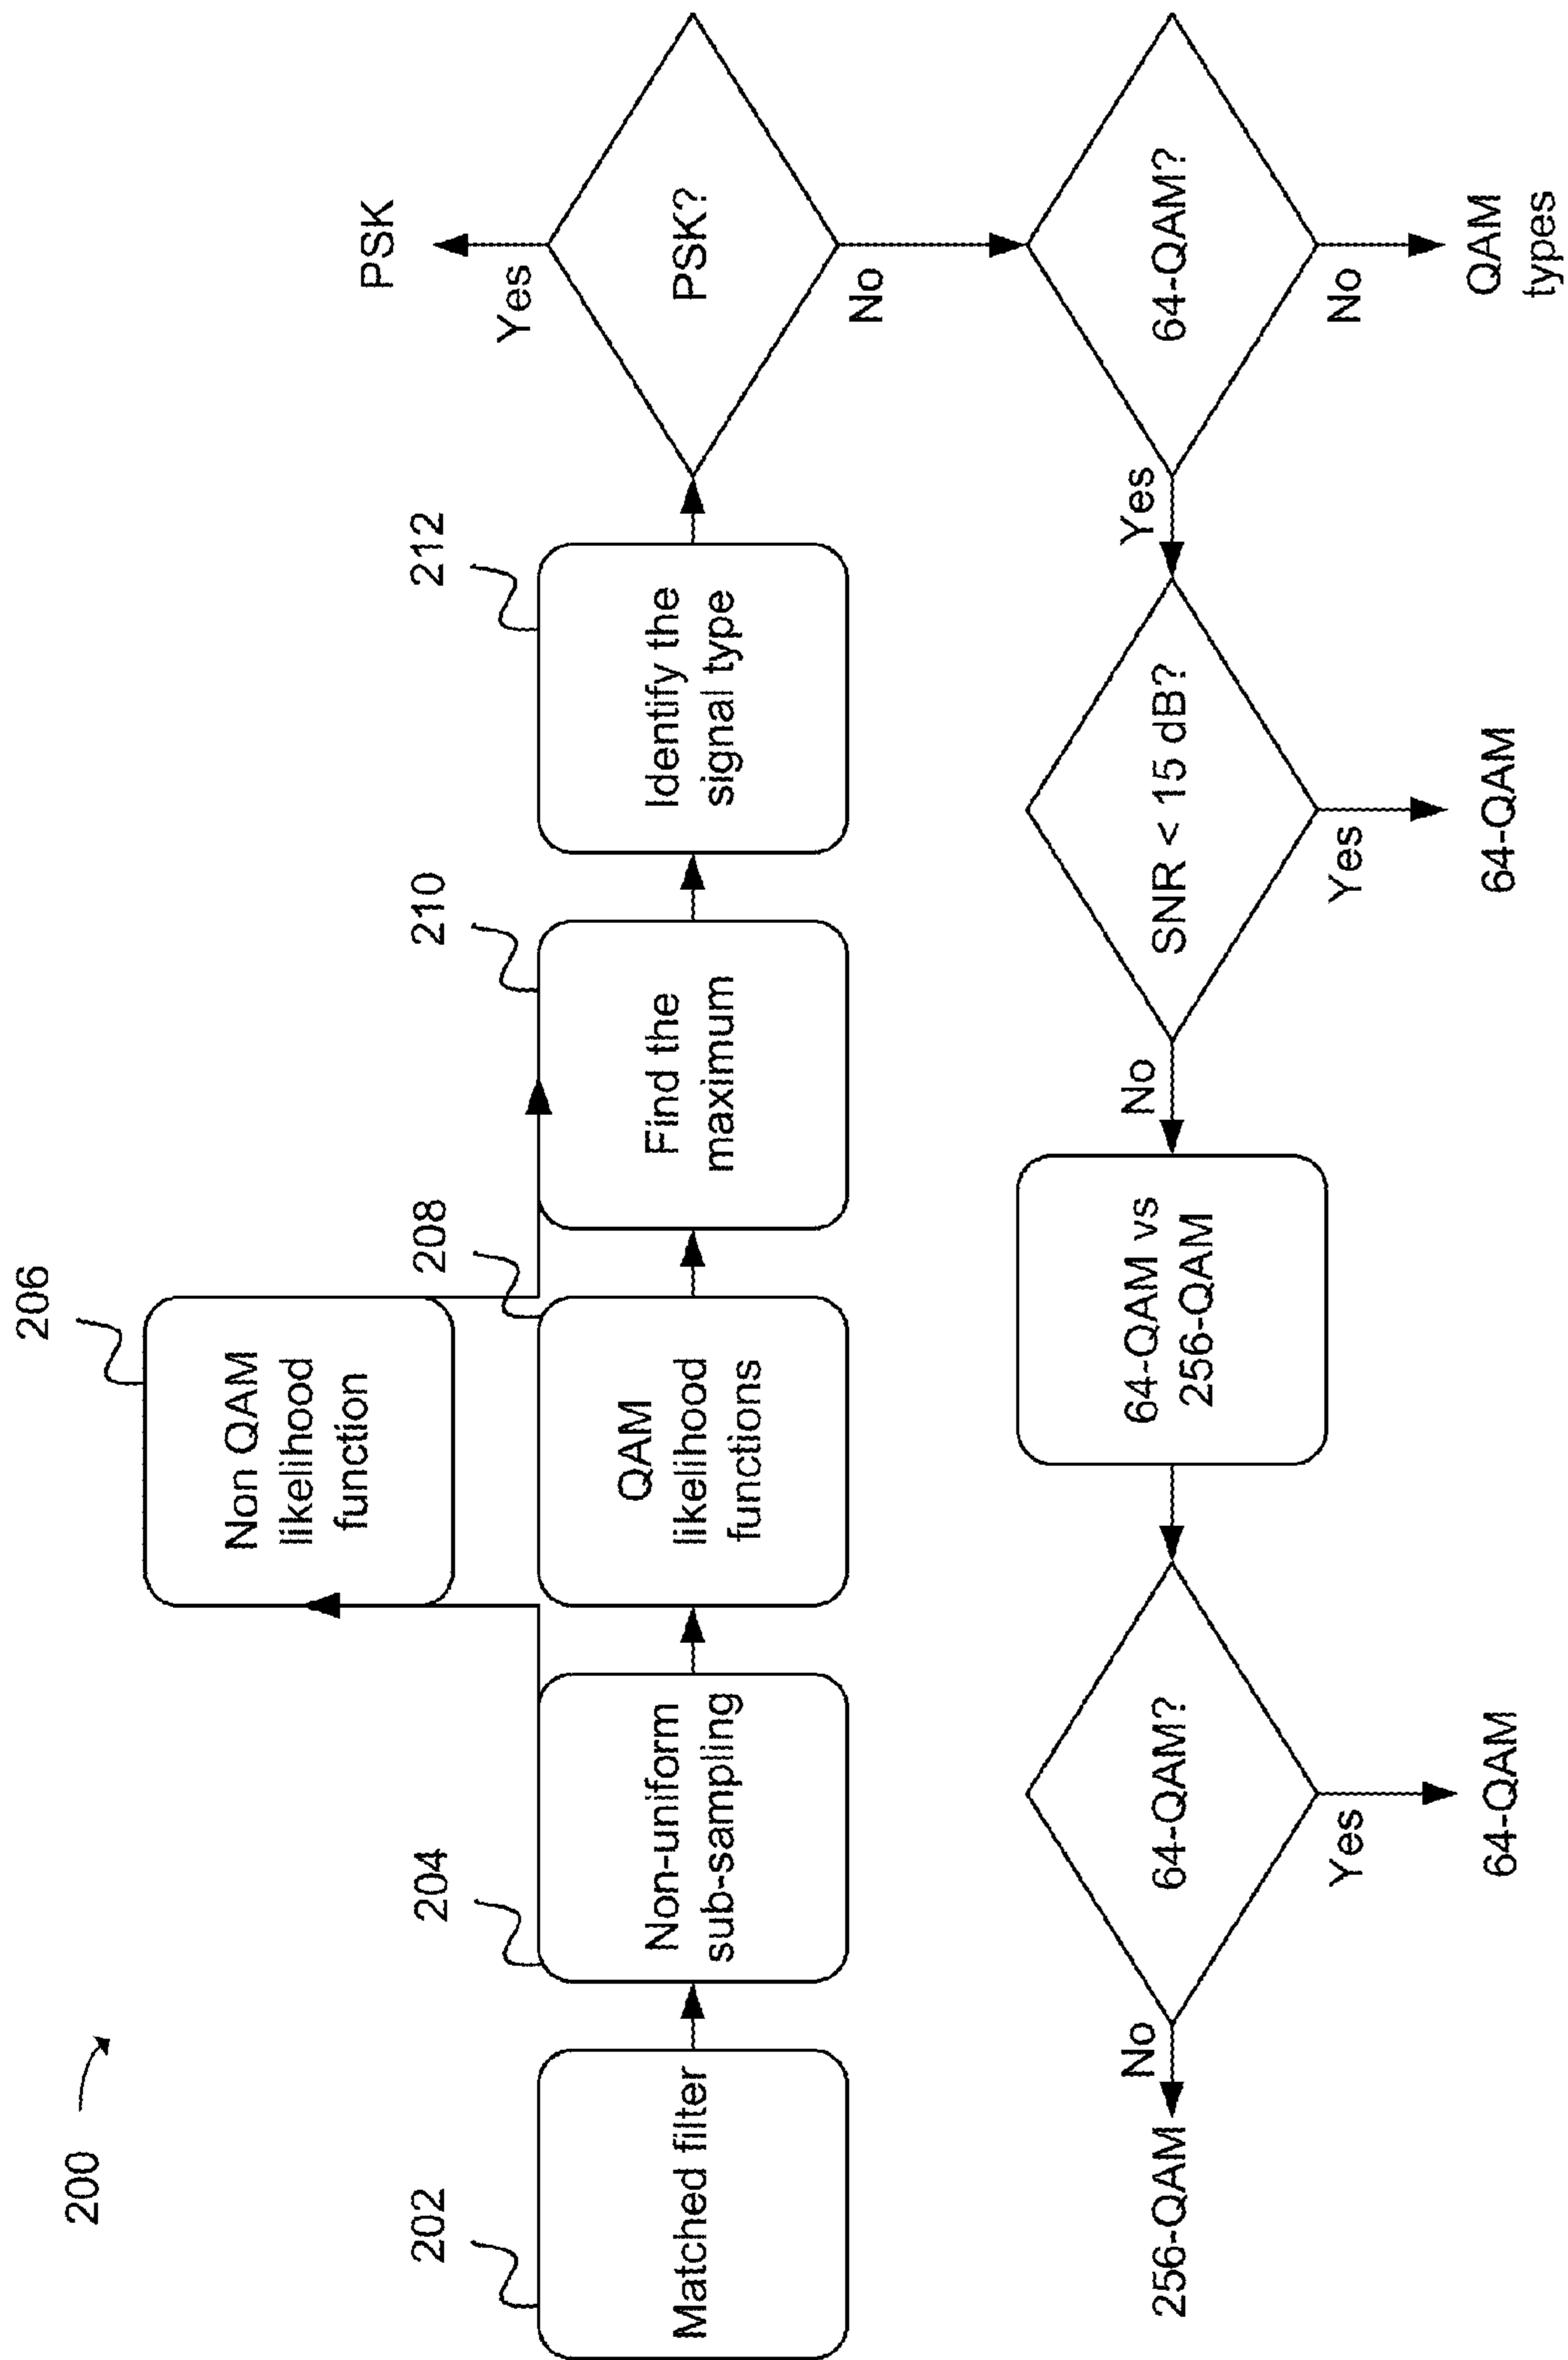 200
202
Matched filter
204
Non-uniform
sub-sampling
206
Non QAM
likelihood
function
208
QAM
likelihood
functions
210
Find the
maximum
212
Identify the
signal type
PSK?
Yes
PSK
No
64-QAM?
No
QAM
types
Yes
SNR < 15 dB?
Yes
64-QAM
No
64-QAM vs
256-QAM
64-QAM?
Yes
64-QAM
No
256-QAM